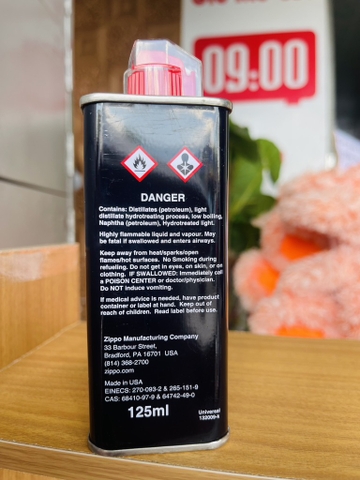 09:00
DANGER
Contains: Distillates (petroleum), light
distillate hydrotreating process, low boiling,
Naphtha (petroleum), Hydrotreated light.
Highly flammable liquid and vapour. May
be fatal if swallowed and enters airways.
Keep away from heat/sparks/open
flames/hot surfaces. No Smoking during
refueling. Do not get in eyes, on skin, or on
clothing. IF SWALLOWED: Immediately call
a POISON CENTER or doctor/physician.
Do NOT induce vomiting.
If medical advice is needed, have product
container or label at hand. Keep out of
reach of children. Read label before use.
Zippo Manufacturing Company
33 Barbour Street,
Bradford, PA 16701 USA
(814) 368-2700
zippo.com
Made in USA
EINECS: 270-093-2 & 265-151-9
CAS: 68410-97-9 & 64742-49-0
125ml
Universal